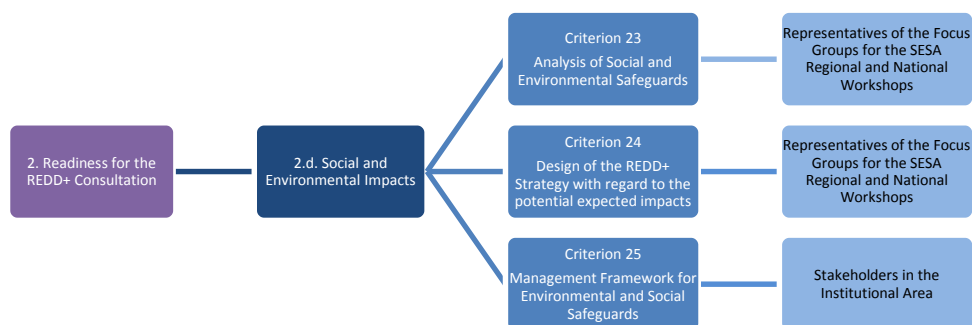 2. Readiness for the
REDD+ Consultation
2.d. Social and
Environmental Impacts
Criterion 23
Analysis of Social and
Environmental Safeguards
Representatives of the Focus
Groups for the SESA
Regional and National
Workshops
Criterion 24
Design of the REDD+
Strategy with regard to the
potential expected impacts
Representatives of the Focus
Groups for the SESA
Regional and National
Workshops
Criterion 25
Management Framework for
Environmental and Social
Safeguards
Stakeholders in the
Institutional Area